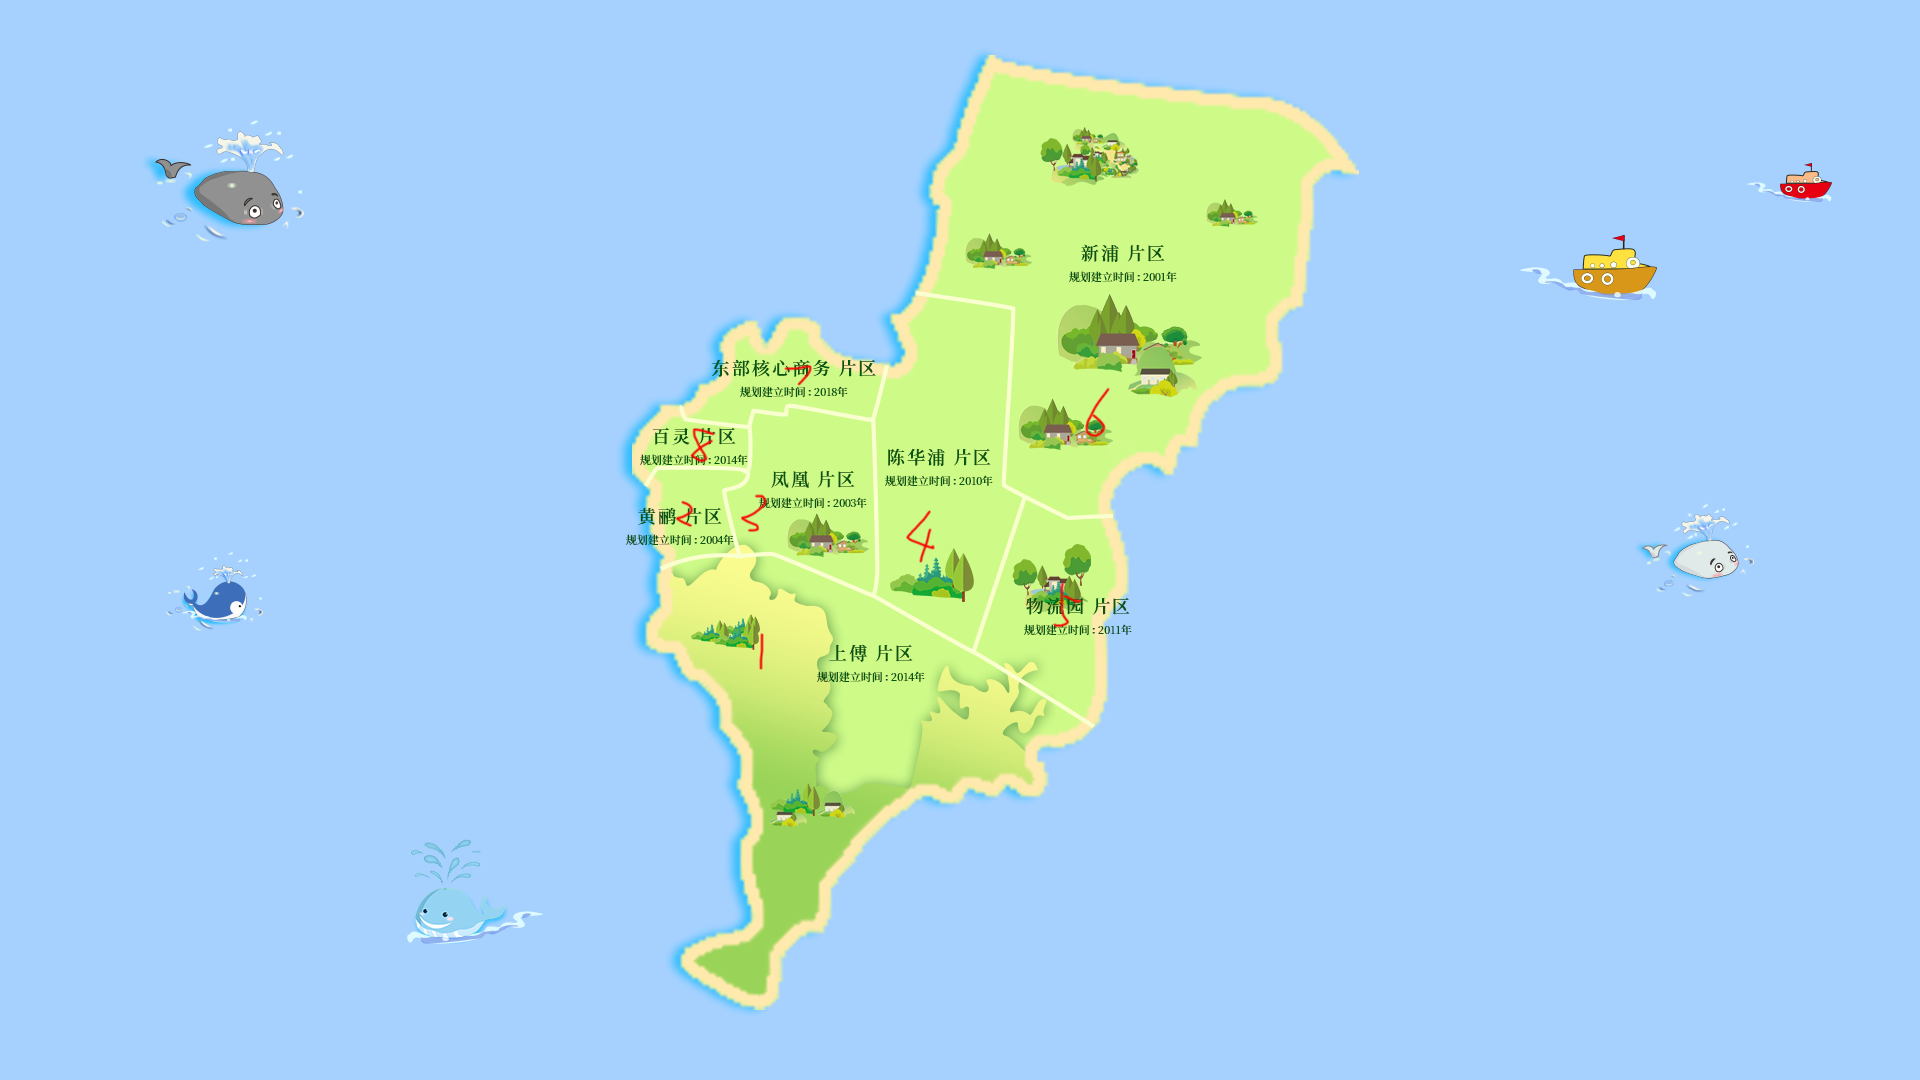 新浦 片区
规划建立时间 : 2001年
东部核心商务 片区
7
规划建立时间 : 2018年
6
百灵 片区
8
规划建立时间 : 2014年
陈华浦 片区
规划建立时间 : 2010年
凤凰 片区
规划建立时间 : 2003年
3
黄鹂 片区
2
规划建立时间 : 2004年
4
物流园 片区
5
规划建立时间 : 2011年
1
上傅 片区
规划建立时间 : 2014年